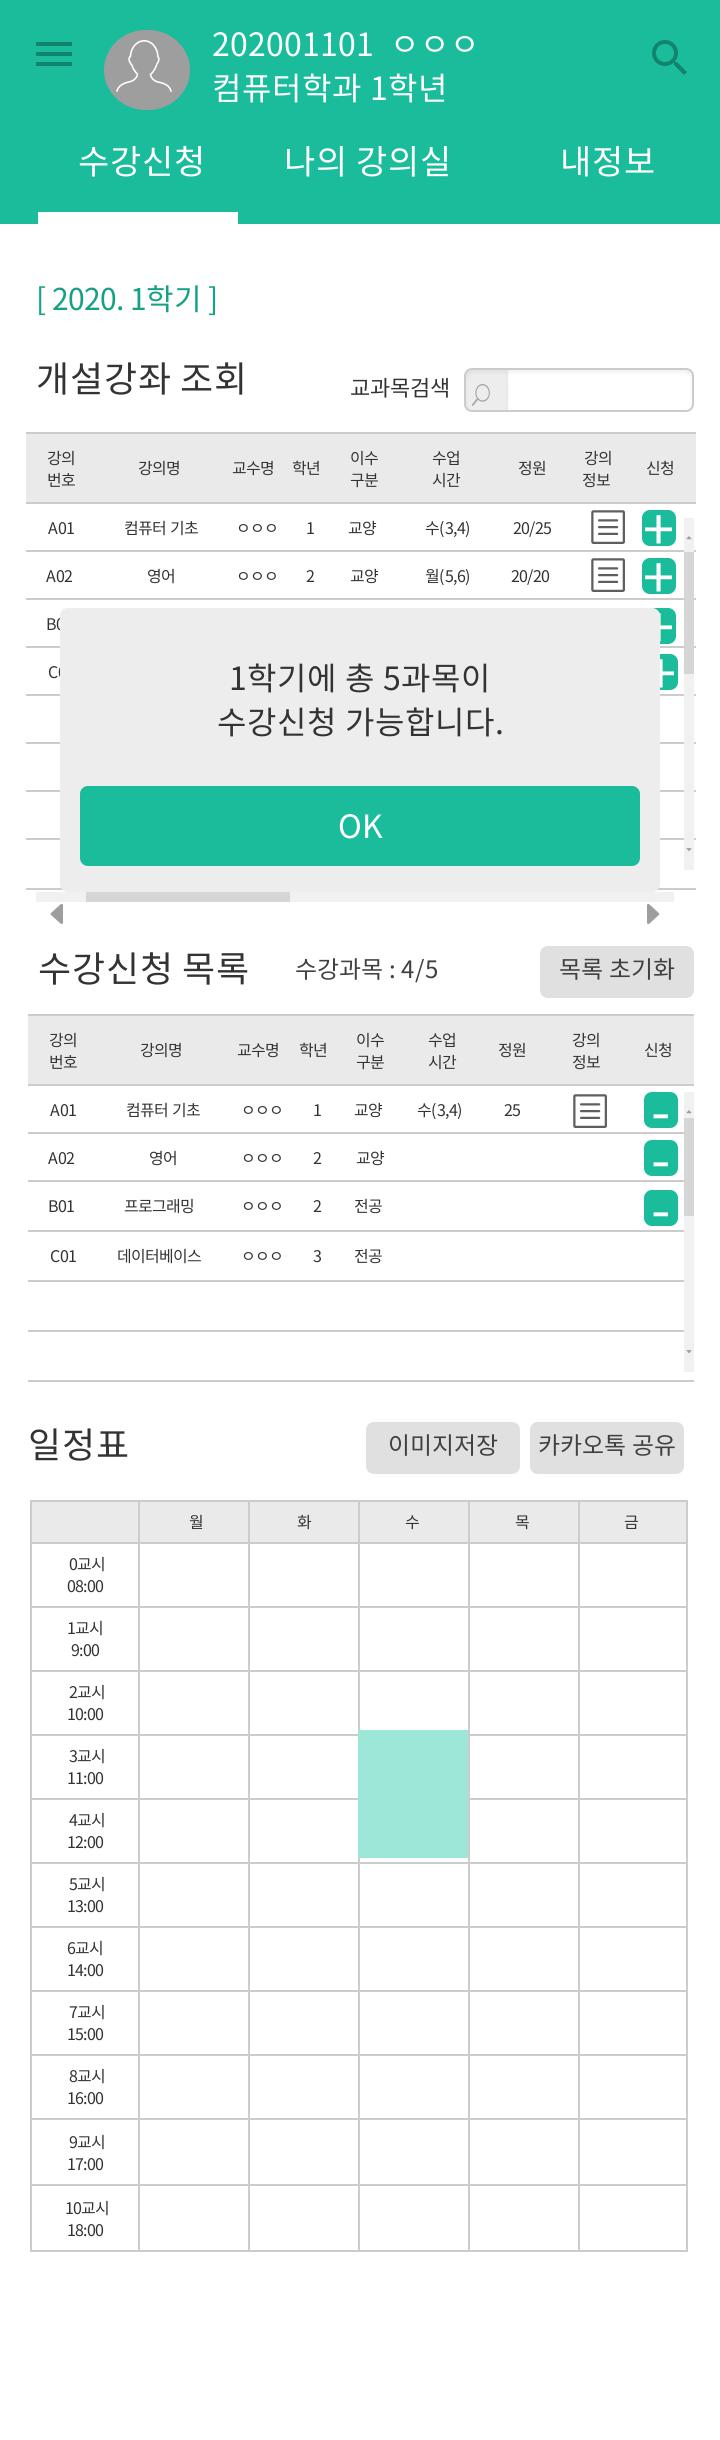 202001101 ㅇㅇㅇ
컴퓨터학과 1학년
수강신청 나의 강의실 내정보
[ 2020. 1학기 ]
개설강좌 조회 교과목검색
강의번호 강의명 교수명 학년 이수구분 수업시간 정원 강의정보 신청
A01 컴퓨터 기초 ㅇㅇㅇ 1 교양 수(3,4) 20/25
A02 영어 ㅇㅇㅇ 2 교양 월(5,6) 20/20
1학기에 총 5과목이
수강신청 가능합니다.
OK
수강신청 목록 수강과목 : 4/5 목록 초기화
강의번호 강의명 교수명 학년 이수구분 수업시간 정원 강의정보 신청
A01 컴퓨터 기초 ㅇㅇㅇ 1 교양 수(3,4) 25
A02 영어 ㅇㅇㅇ 2 교양
B01 프로그래밍 ㅇㅇㅇ 2 전공
C01 데이터베이스 ㅇㅇㅇ 3 전공
일정표 이미지저장 카카오톡 공유
월 화 수 목 금
0교시
08:00
1교시
9:00
2교시
10:00
3교시
11:00
4교시
12:00
5교시
13:00
6교시
14:00
7교시
15:00
8교시
16:00
9교시
17:00
10교시
18:00